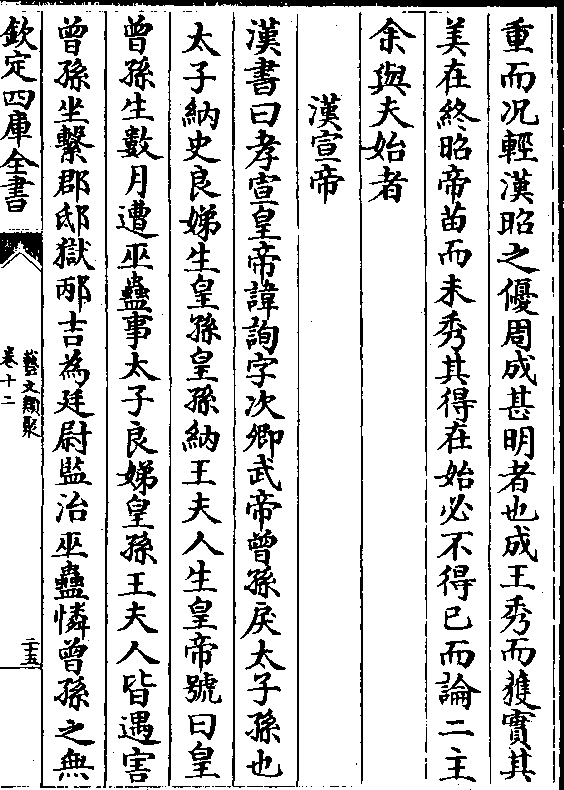 重而況輕漢昭之優周成甚明者也成王秀而獲實其
美在終昭帝苗而未秀其得在始必不得已而論二主
余與夫始者
漢宣帝
漢書曰孝宣皇帝諱詢字次卿武帝曾孫戾太子孫也
太子納史良娣生皇孫皇孫納王夫人生皇帝號曰皇
曾孫生數月遭巫蠱事太子良娣皇孫王夫人皆遇害
曾孫坐繫郡邸獄邴吉為廷尉監治巫蠱憐曾孫之無
欽定四庫全書
藝文類聚
卷十二
二五